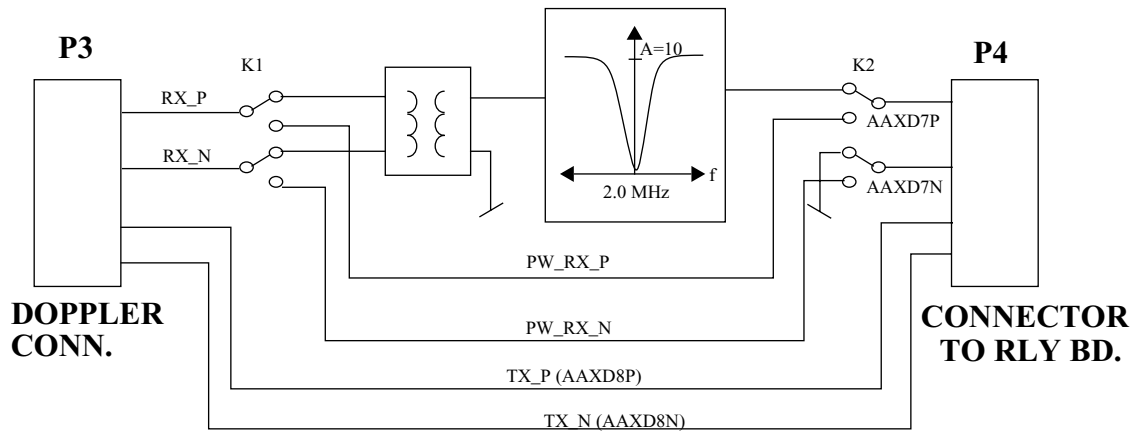 P3
P4
K1
K2
A=10
RX_P
AAXD7P
RX_N
AAXD7N
f
2.0 MHz
PW_RX_P
DOPPLER
CONN.
PW_RX_N
CONNECTOR
TO RLY BD.
TX_P (AAXD8P)
TX_N (AAXD8N)